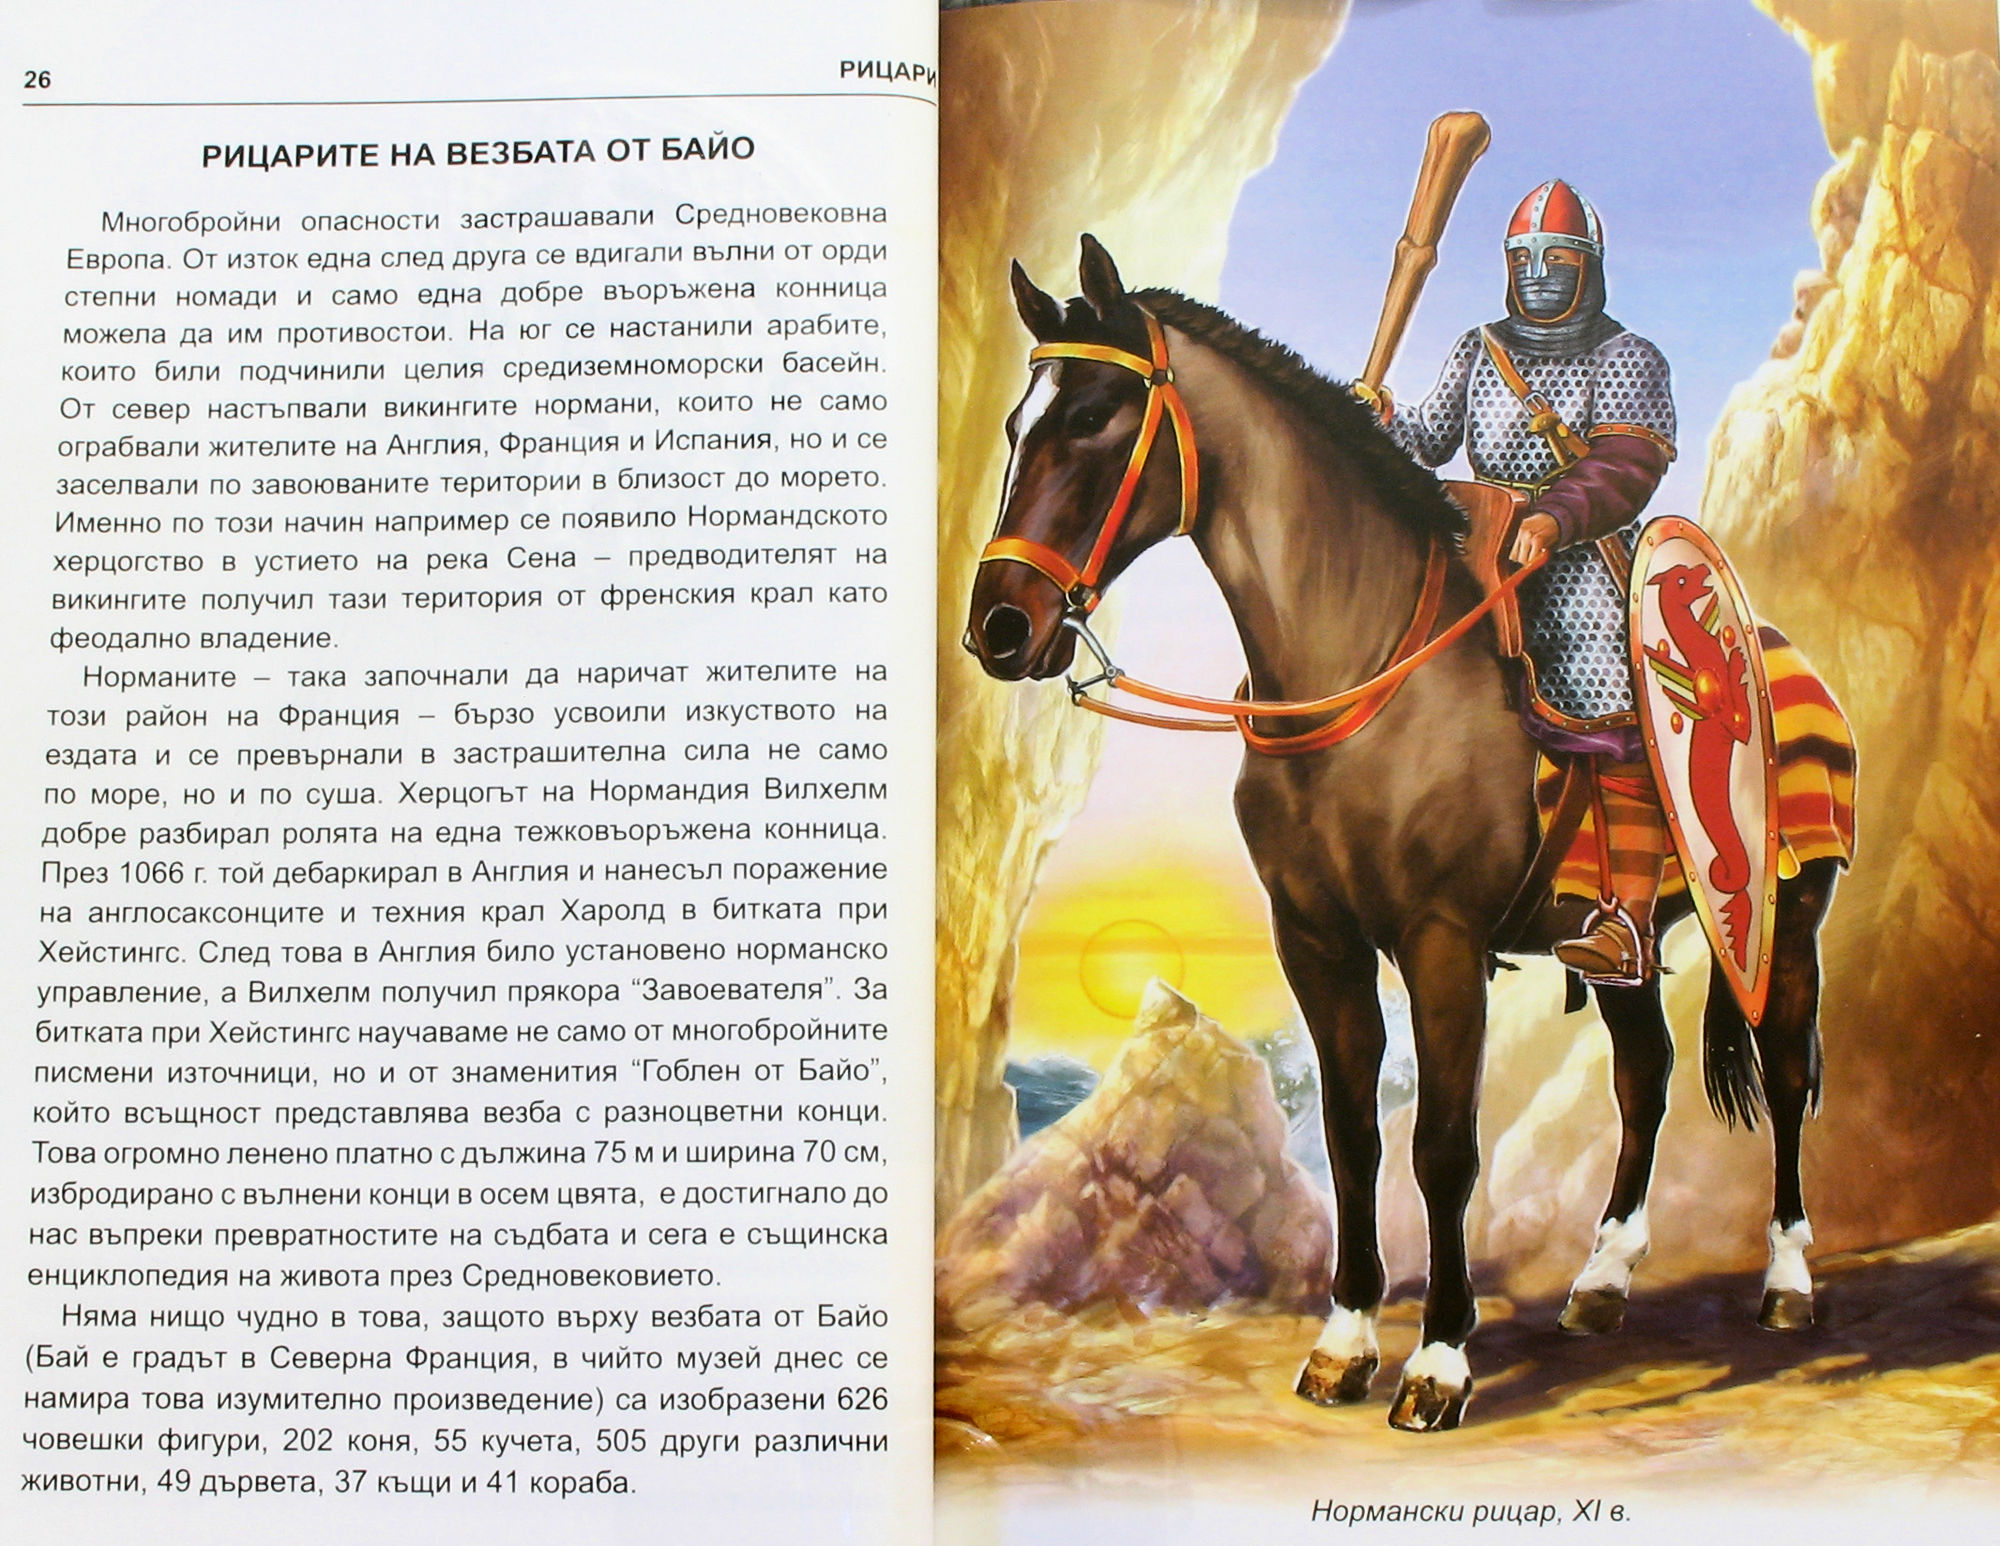 26
РИЦАРИ
РИЦАРИТЕ НА ВЕЗБАТА ОТ БАЙО
Многобройни опасности застрашавали Средновековна
Европа. От изток една след друга се вдигали вълни от орди
степни номади и само една добре въоръжена конница
можела да им противостои. На юг се настанили арабите,
които били подчинили целия средиземноморски басейн.
От север настъпвали викингите нормани, които не само
ограбвали жителите на Англия, Франция и Испания, но и се
заселвали по завоюваните територии в близост до морето.
Именно по този начин например се появило Нормандското
херцогство в устието на река Сена – предводителят на
викингите получил тази територия от френския крал като
феодално владение.
Норманите – така започнали да наричат жителите на
този район на Франция – бързо усвоили изкуството на
ездата и се превърнали в застрашителна сила не само
по море, но и по суша. Херцогът на Нормандия Вилхелм
добре разбирал ролята на една тежковъоръжена конница.
През 1066 г. той дебаркирал в Англия и нанесъл поражение
на англосаксонците и техния крал Харолд в битката при
Хейстингс. След това в Англия било установено норманско
управление, а Вилхелм получил прякора “Завоевателя”. За
битката при Хейстингс научаваме не само от многобройните
писмени източници, но и от знаменития “Гоблен от Байо”,
който всъщност представлява везба с разноцветни конци.
Това огромно ленено платно с дължина 75 м и ширина 70 см,
избродирано с вълнени конци в осем цвята, е достигнало до
нас въпреки превратностите на съдбата и сега е същинска
енциклопедия на живота през Средновековието.
Няма нищо чудно в това, защото върху везбата от Байо
(Бай е градът в Северна Франция, в чийто музей днес се
намира това изумително произведение) са изобразени 626
човешки фигури, 202 коня, 55 кучета, 505 други различни
животни, 49 дървета, 37 къщи и 41 кораба.
Нормански рицар, XI в.